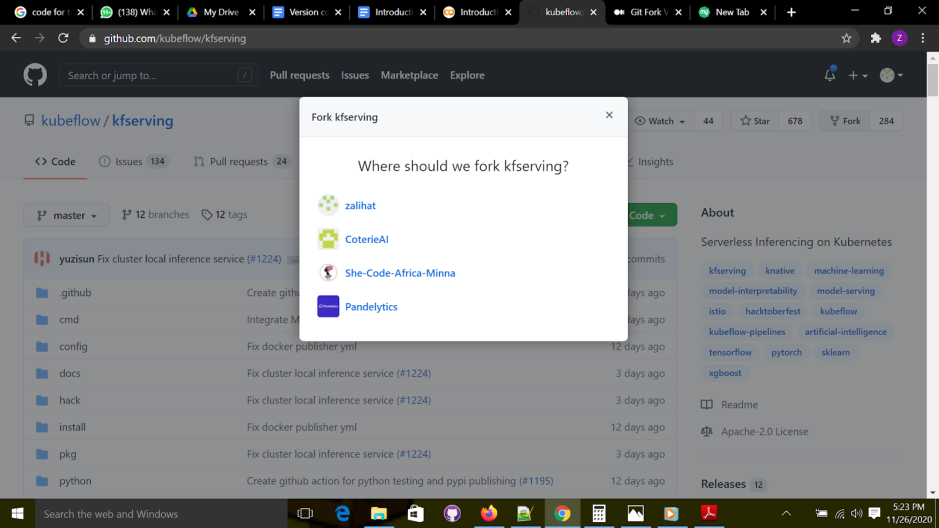 code for
(138) Wha
My Drive
Version co
Introducti
Introducti
kubeflow/
Git Fork V
New Tab
github.com/kubeflow/kfserving
Z
Search or jump to...
/
Pull requests
Issues
Marketplace
Explore
kubeflow / kfserving
Watch
44
Star
678
Fork
284
Code
Issues 134
Pull requests 24
Insights
Fork kfserving
Where should we fork kfserving?
zalihat
CoterieAI
She-Code-Africa-Minna
Pandelytics
master
12 branches
12 tags
Code
yuzisun Fix cluster local inference service (#1224)
commits
.github Create githu days ago
cmd Integrate M days ago
config Fix docker publisher yml 12 days ago
docs Fix cluster local inference service (#1224) 3 days ago
hack Fix cluster local inference service (#1224) 3 days ago
install Fix docker publisher yml 12 days ago
pkg Fix cluster local inference service (#1224) 3 days ago
python Create github action for python testing and pypi publishing (#1195) 12 days ago
About
Serverless Inferencing on Kubernetes
kfserving knative machine-learning
model-interpretability model-serving
istio hacktoberfest kubeflow
kubeflow-pipelines artificial-intelligence
tensorflow pytorch sklearn
xgboost
Readme
Apache-2.0 License
Releases 12
Search the web and Windows
5:23 PM
11/26/2020